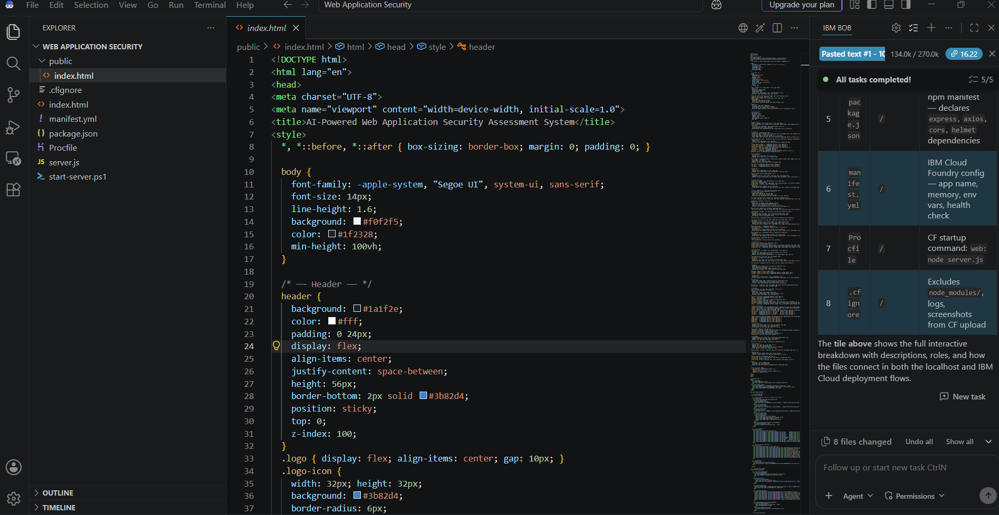 File Edit Selection View Go Run Terminal Help
Web Application Security
Upgrade your plan
EXPLORER
WEB APPLICATION SECURITY
public
index.html
.cfignore
index.html
manifest.yml
package.json
Procfile
server.js
start-server.ps1
OUTLINE
TIMELINE
index.html
public > index.html > html > head > style > header
1 <!DOCTYPE html>
2 <html lang="en">
3 <head>
4 <meta charset="UTF-8">
5 <meta name="viewport" content="width=device-width, initial-scale=1.0">
6 <title>AI-Powered Web Application Security Assessment System</title>
7 <style>
8 *, *::before, *::after { box-sizing: border-box; margin: 0; padding: 0; }
9
10 body {
11 font-family: -apple-system, "Segoe UI", system-ui, sans-serif;
12 font-size: 14px;
13 line-height: 1.6;
14 background: #f0f2f5;
15 color: #1f2328;
16 min-height: 100vh;
17 }
18
19 /* —— Header —— */
20 header {
21 background: #1a1f2e;
22 color: #fff;
23 padding: 0 24px;
24 display: flex;
25 align-items: center;
26 justify-content: space-between;
27 height: 56px;
28 border-bottom: 2px solid #3b82d4;
29 position: sticky;
30 top: 0;
31 z-index: 100;
32 }
33 .logo { display: flex; align-items: center; gap: 10px; }
34 .logo-icon {
35 width: 32px; height: 32px;
36 background: #3b82d4;
37 border-radius: 6px;
IBM BOB
Pasted text #1 - 10 134.0k / 270.0k 16.22
All tasks completed! 5/5
5 package.json / npm manifest — declares express, axios, cors, helmet dependencies
6 manifest.yml / IBM Cloud Foundry config — app name, memory, env vars, health check
7 Procfile / CF startup command: web: node server.js
8 .cfignore / Excludes node_modules/, logs, screenshots from CF upload
The tile above shows the full interactive
breakdown with descriptions, roles, and how
the files connect in both the localhost and IBM
Cloud deployment flows.
New task
8 files changed Undo all Show all
Follow up or start new task CtrlN
Agent Permissions